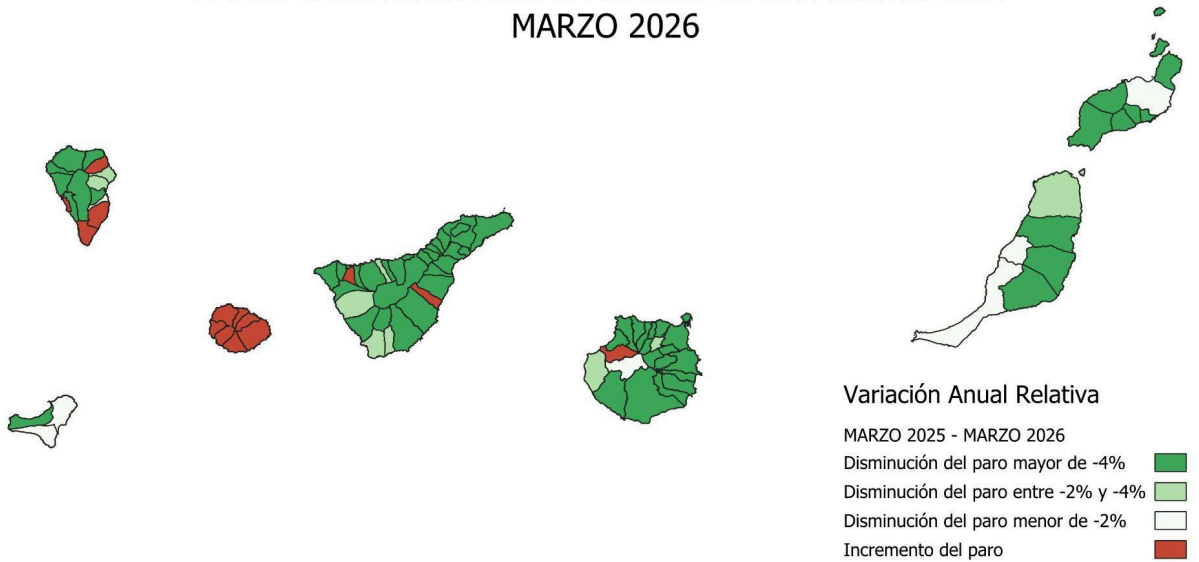 MARZO 2026
Variación Anual Relativa
MARZO 2025 - MARZO 2026
Disminución del paro mayor de -4%
Disminución del paro entre -2% y -4%
Disminución del paro menor de -2%
Incremento del paro